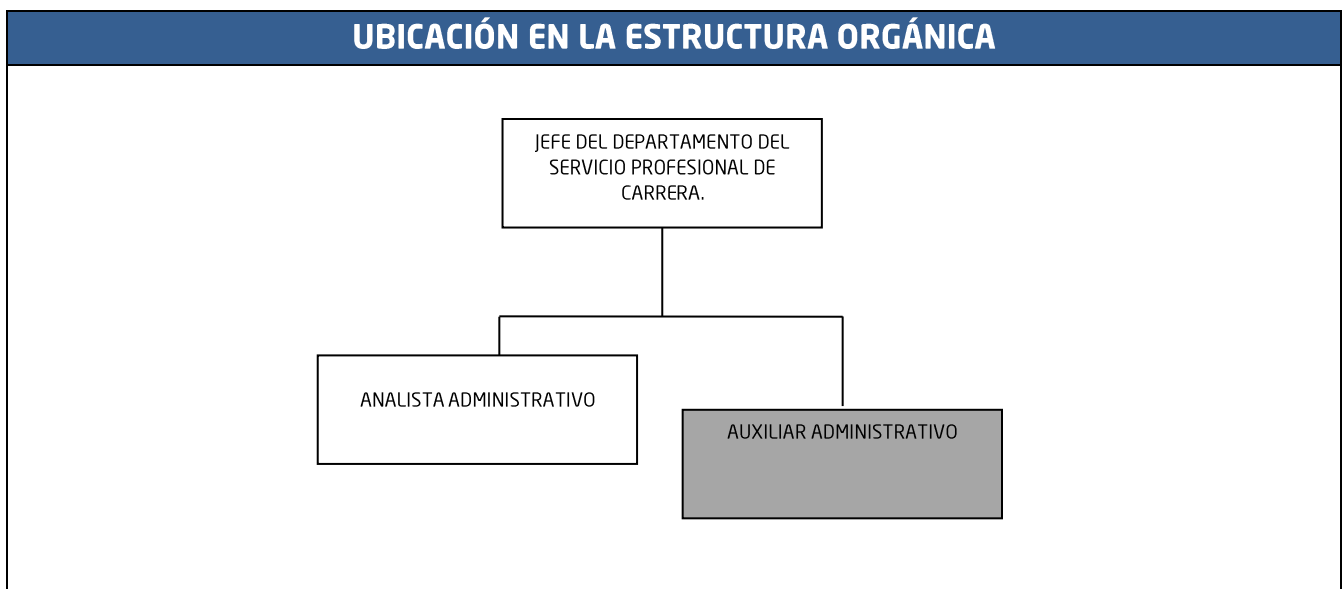 UBICACIÓN EN LA ESTRUCTURA ORGÁNICA
JEFE DEL DEPARTAMENTO DEL
SERVICIO PROFESIONAL DE
CARRERA.
ANALISTA ADMINISTRATIVO
AUXILIAR ADMINISTRATIVO